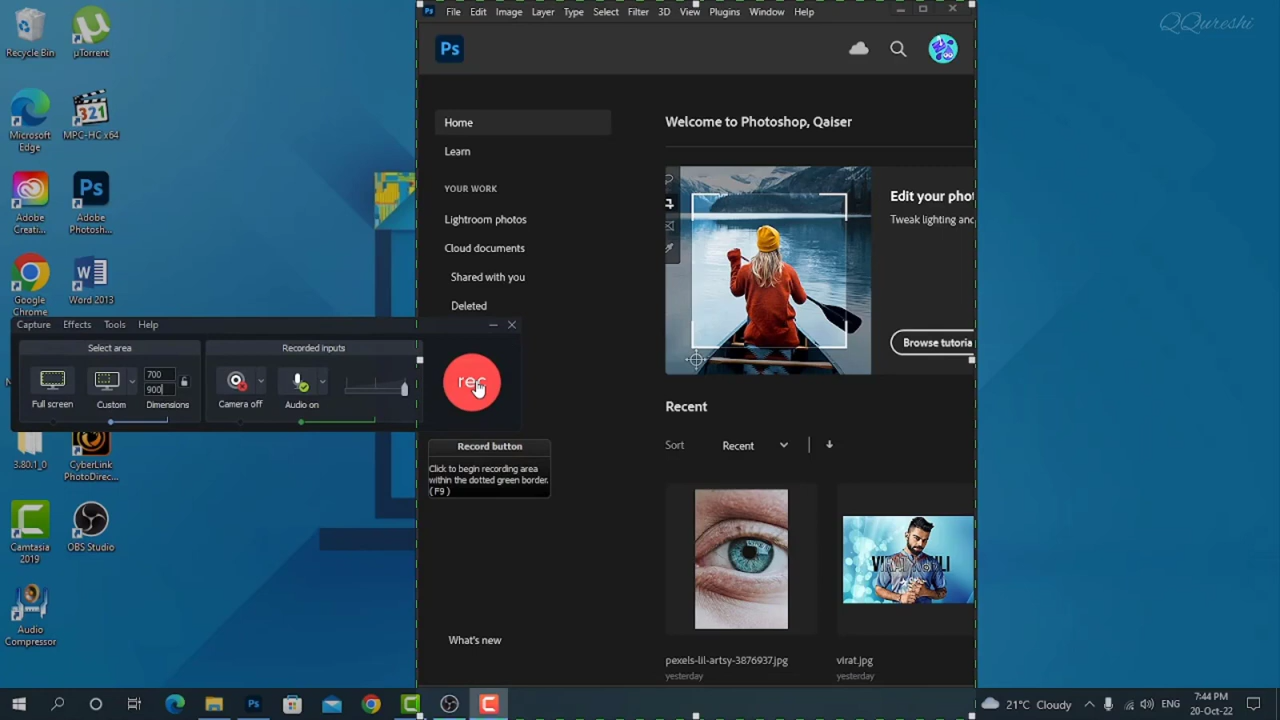 Recycle Bin
µTorrent
Microsoft
Edge
MPC-HC x64
Adobe
Creati...
Adobe
Photosh...
Google
Chrome
Word 2013
3.80.1_0
CyberLink
PhotoDirec...
Camtasia
2019
OBS Studio
Audio
Compressor
Ps File Edit Image Layer Type Select Filter 3D View Plugins Window Help
QQureshi
Ps
Home
Learn
YOUR WORK
Lightroom photos
Cloud documents
Shared with you
Deleted
What's new
Welcome to Photoshop, Qaiser
Edit your phot
Tweak lighting and
Browse tutoria
Recent
Sort Recent
VIRAT KOHLI
pexels-lil-artsy-3876937.jpg
yesterday
virat.jpg
yesterday
Capture Effects Tools Help
Select area
Recorded inputs
700
900
Full screen
Custom
Dimensions
Camera off
Audio on
rec
Record button
Click to begin recording area
within the dotted green border.
(F9)
21°C Cloudy
ENG
7:44 PM
20-Oct-22